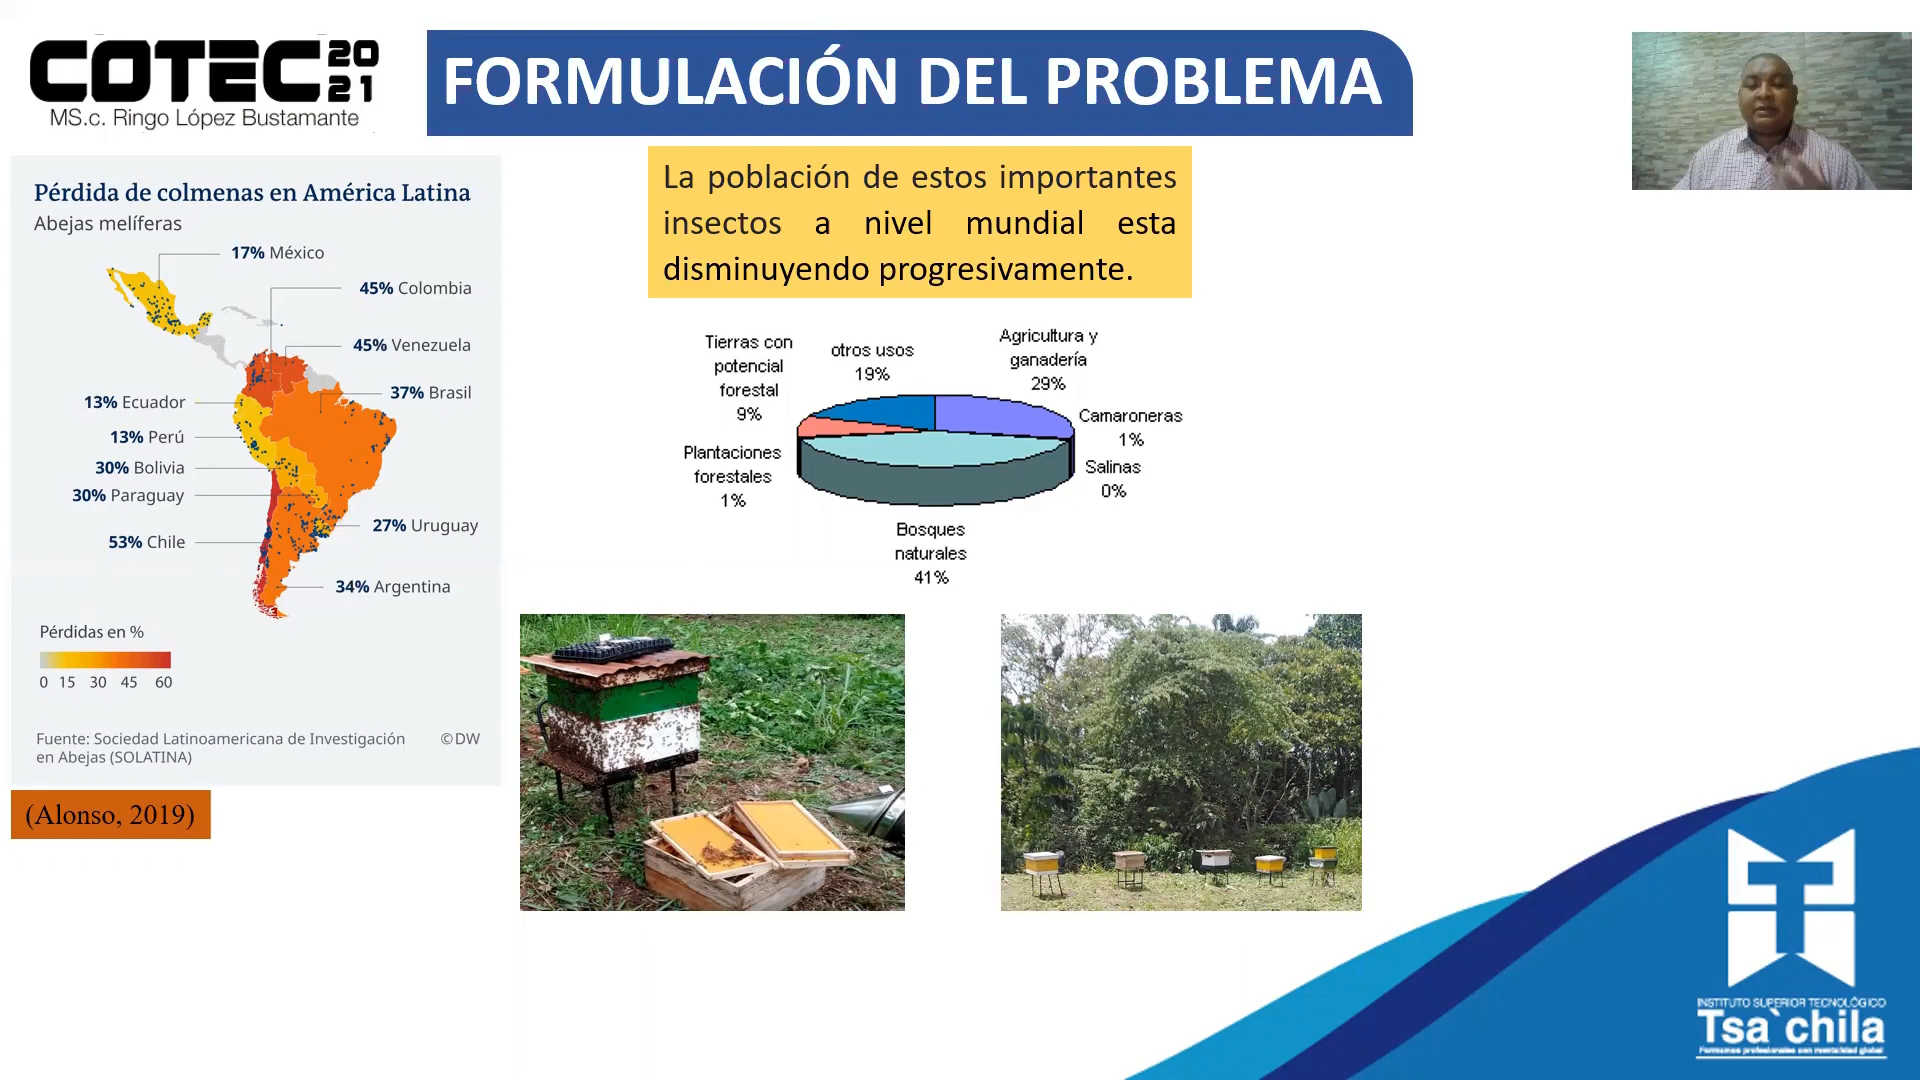 COTEC 20
21
MS.c. Ringo López Bustamante
FORMULACIÓN DEL PROBLEMA
La población de estos importantes
insectos a nivel mundial esta
disminuyendo progresivamente.
Pérdida de colmenas en América Latina
Abejas melíferas
17% México
45% Colombia
45% Venezuela
37% Brasil
13% Ecuador
13% Perú
30% Bolivia
30% Paraguay
27% Uruguay
53% Chile
34% Argentina
Pérdidas en %
0 15 30 45 60
Fuente: Sociedad Latinoamericana de Investigación
en Abejas (SOLATINA)
©DW
(Alonso, 2019)
Tierras con
potencial
forestal
9%
otros usos
19%
Agricultura y
ganadería
29%
Camaroneras
1%
Salinas
0%
Plantaciones
forestales
1%
Bosques
naturales
41%
INSTITUTO SUPERIOR TECNOLÓGICO
Tsa`chila
Formamos profesionales con mentalidad global